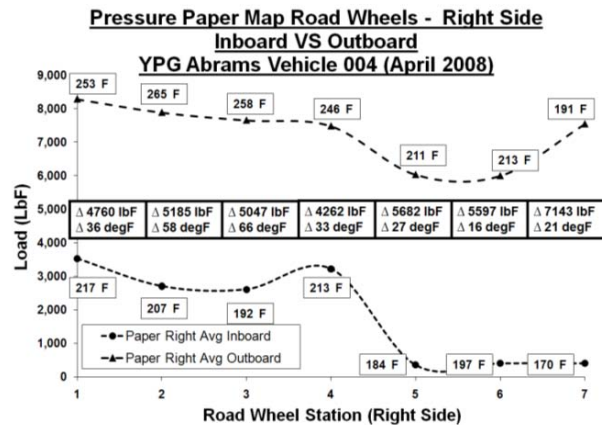 Pressure Paper Map Road Wheels - Right Side
Inboard VS Outboard
YPG Abrams Vehicle 004 (April 2008)
9,000
8,000
7,000
6,000
5,000
4,000
3,000
2,000
1,000
0
Load (LbF)
253 F
265 F
258 F
246 F
211 F
213 F
191 F
Δ 4760 lbF
Δ 36 degF
Δ 5185 lbF
Δ 58 degF
Δ 5047 lbF
Δ 66 degF
Δ 4262 lbF
Δ 33 degF
Δ 5682 lbF
Δ 27 degF
Δ 5597 lbF
Δ 16 degF
Δ 7143 lbF
Δ 21 degF
217 F
207 F
192 F
213 F
184 F
197 F
170 F
Paper Right Avg Inboard
Paper Right Avg Outboard
1 2 3 4 5 6 7
Road Wheel Station (Right Side)